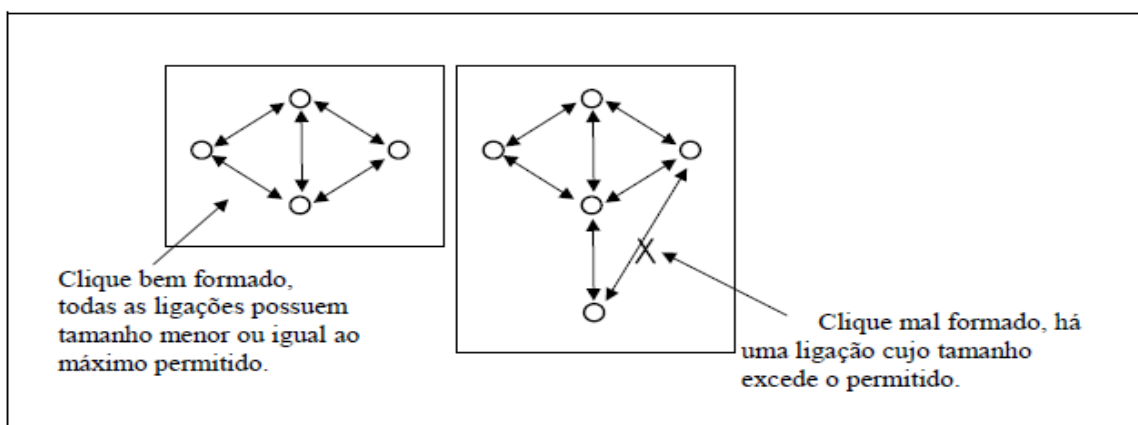 Clique bem formado,
todas as ligações possuem
tamanho menor ou igual ao
máximo permitido.
X
Clique mal formado, há
uma ligação cujo tamanho
excede o permitido.